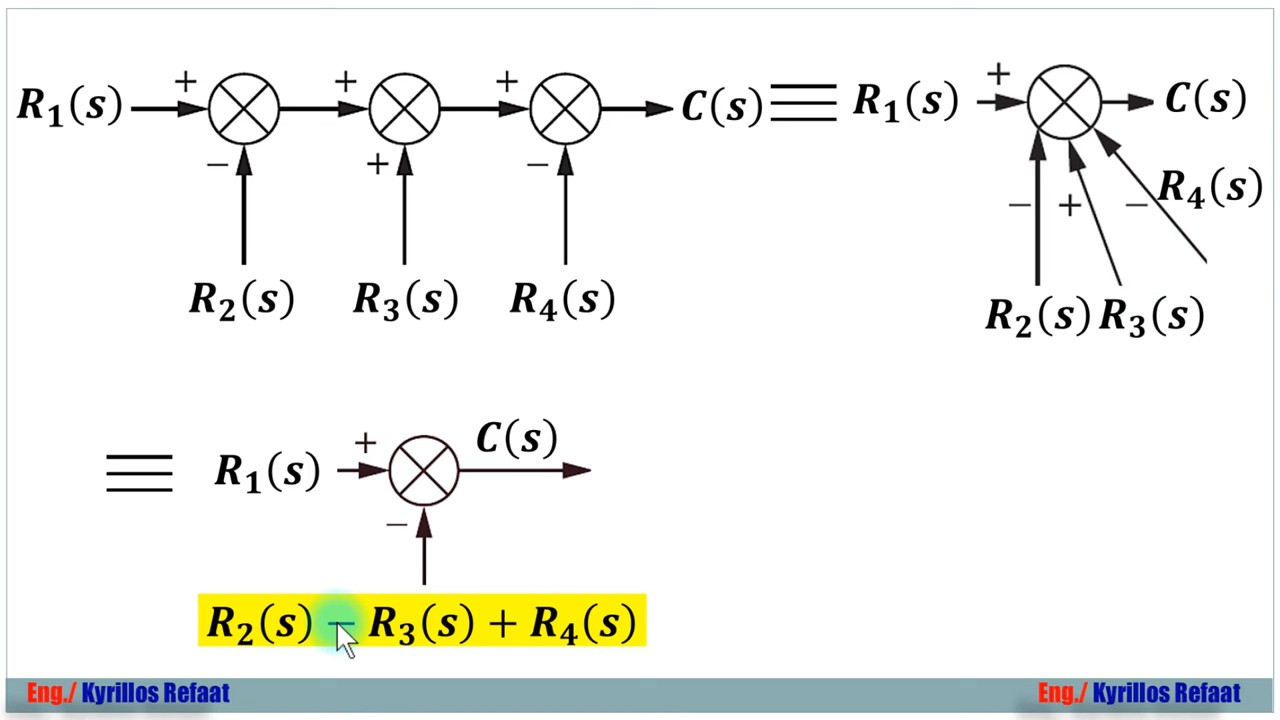 R₁(s) + − + + + − C(s) ≡ R₁(s) + C(s)
R₄(s)
− + −
R₂(s) R₃(s) R₄(s) R₂(s) R₃(s)
≡ R₁(s) + − C(s)
R₂(s) − R₃(s) + R₄(s)
Eng./ Kyrillos Refaat Eng./ Kyrillos Refaat